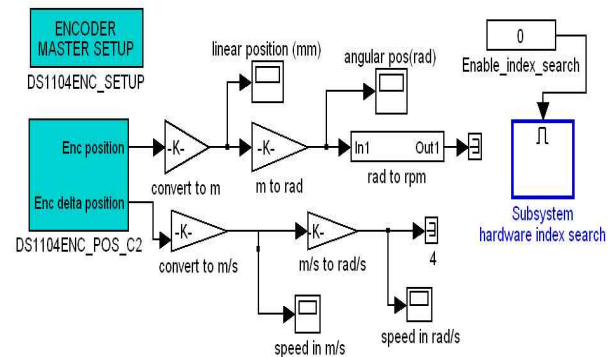 ENCODER
MASTER SETUP
DS1104ENC_SETUP
linear position (mm)
angular pos(rad)
0
Enable_index_search
Enc position
-K-
convert to m
-K-
m to rad
In1 Out1
rad to rpm
Enc delta position
DS1104ENC_POS_C2
-K-
convert to m/s
-K-
m/s to rad/s
4
speed in m/s
speed in rad/s
Subsystem
hardware index search